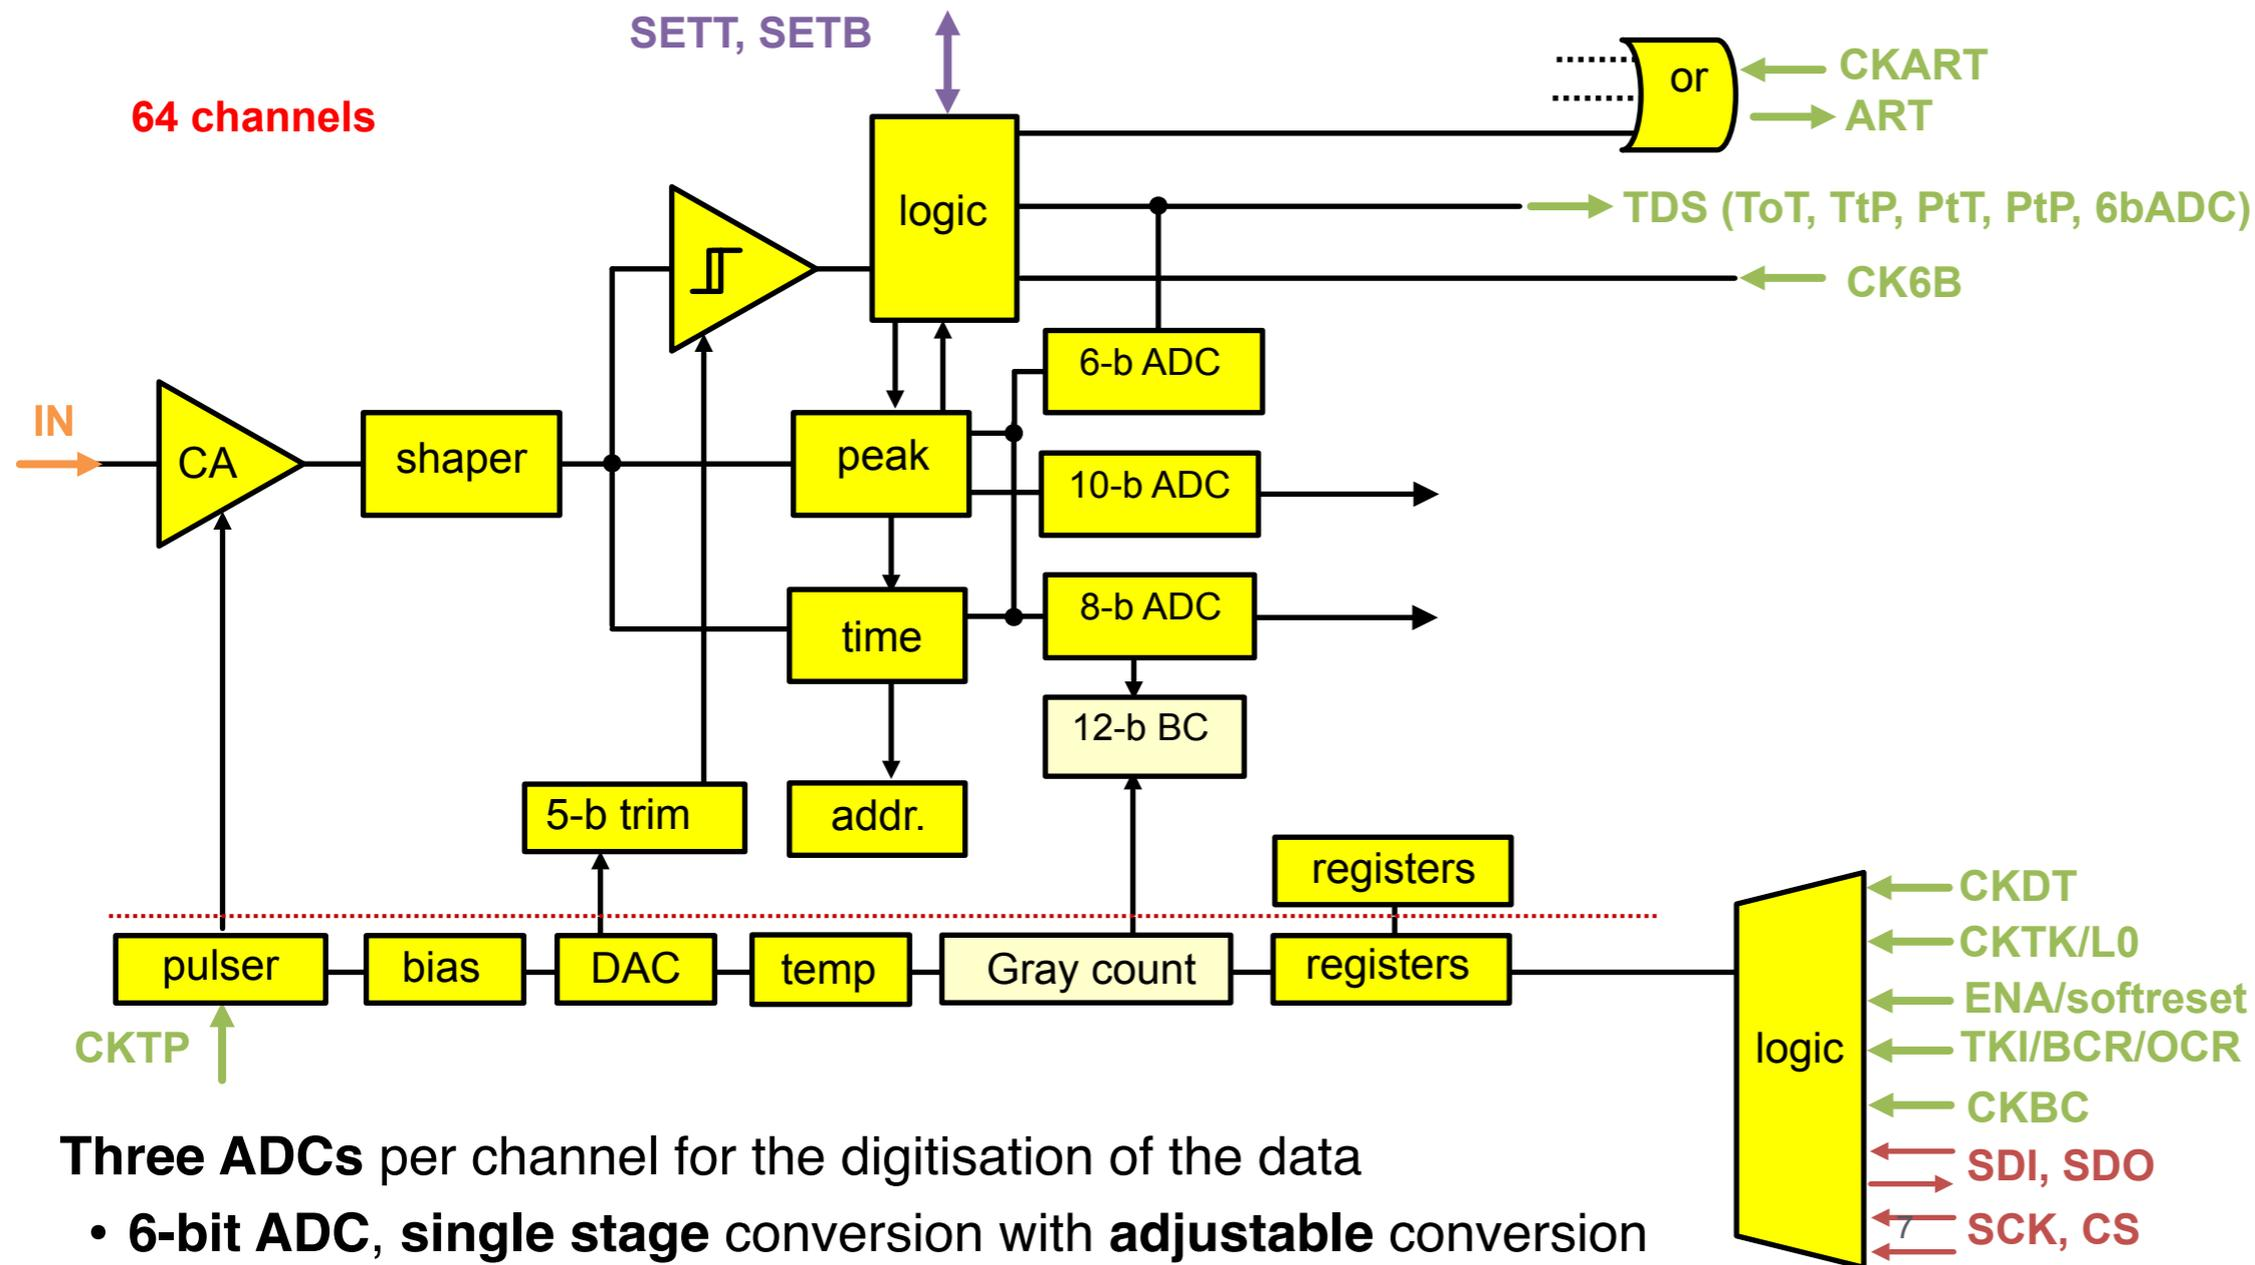 SETT, SETB
64 channels
or
CKART
ART
logic
TDS (ToT, TtP, PtT, PtP, 6bADC)
CK6B
6-b ADC
IN
CA
shaper
peak
10-b ADC
time
8-b ADC
12-b BC
5-b trim
addr.
registers
pulser
bias
DAC
temp
Gray count
registers
CKTP
logic
CKDT
CKTK/L0
ENA/softreset
TKI/BCR/OCR
CKBC
SDI, SDO
SCK, CS
7
Three ADCs per channel for the digitisation of the data
• 6-bit ADC, single stage conversion with adjustable conversion